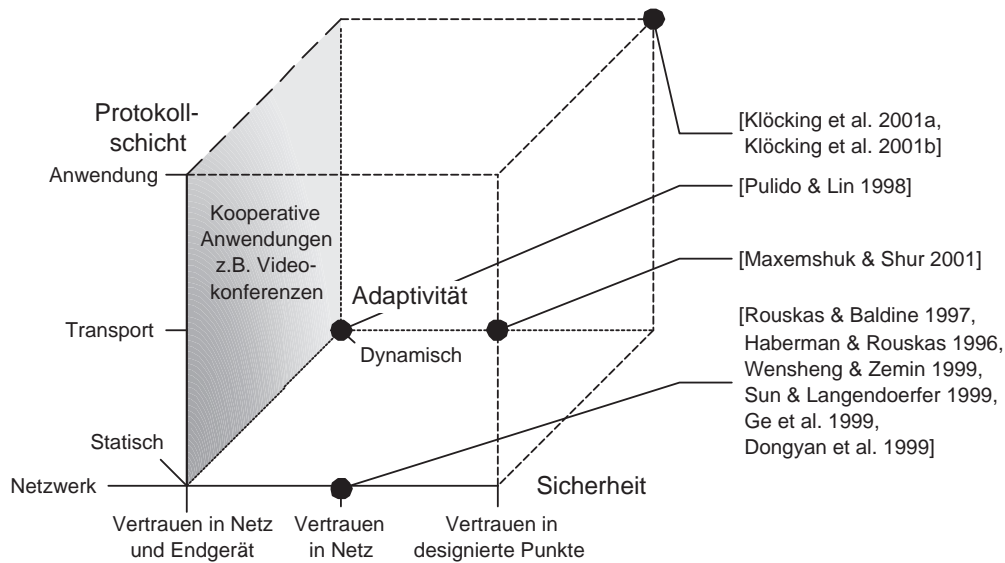 Protokoll-
schicht
Anwendung
Kooperative
Anwendungen
z.B. Video-
konferenzen
[Klöcking et al. 2001a,
Klöcking et al. 2001b]
[Pulido & Lin 1998]
[Maxemshuk & Shur 2001]
Adaptivität
Transport
Dynamisch
[Rouskas & Baldine 1997,
Haberman & Rouskas 1996,
Wensheng & Zemin 1999,
Sun & Langendoerfer 1999,
Ge et al. 1999,
Dongyan et al. 1999]
Statisch
Netzwerk
Sicherheit
Vertrauen in Netz
und Endgerät
Vertrauen
in Netz
Vertrauen in
designierte Punkte